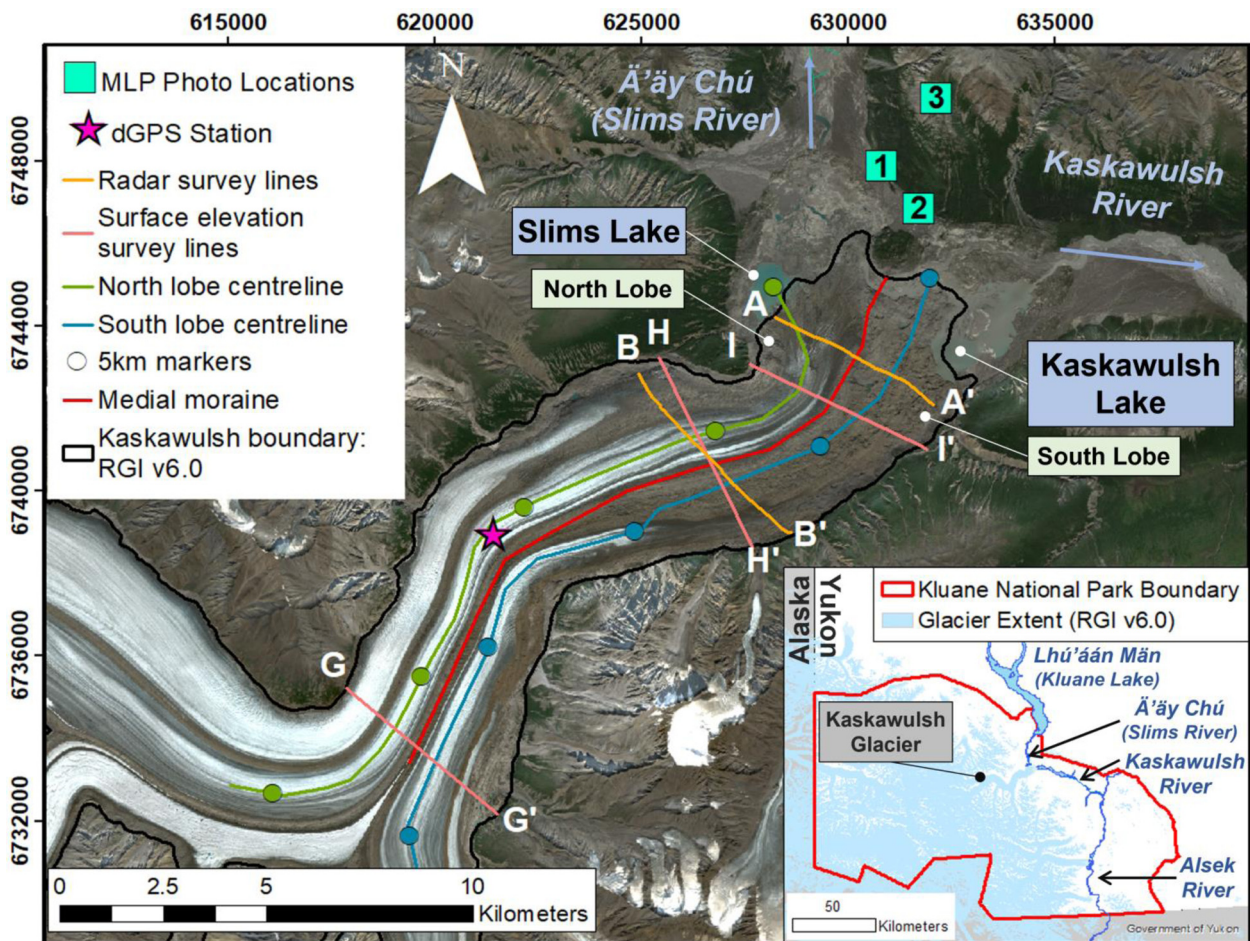 615000
620000
625000
630000
635000
6748000
6744000
6740000
6736000
6732000
MLP Photo Locations
dGPS Station
Radar survey lines
Surface elevation
survey lines
North lobe centreline
South lobe centreline
5km markers
Medial moraine
Kaskawulsh boundary:
RGI v6.0
N
Ä’äy Chú
(Slims River)
3
1
2
Kaskawulsh
River
Slims Lake
North Lobe
A
H
B
I
Kaskawulsh
Lake
A'
I'
South Lobe
B'
H'
G
G'
0
2.5
5
10
Kilometers
Alaska
Yukon
Kluane National Park Boundary
Glacier Extent (RGI v6.0)
Lhú’áán Män
(Kluane Lake)
Ä’äy Chú
(Slims River)
Kaskawulsh
Glacier
Kaskawulsh
River
Alsek
River
50
Kilometers
Government of Yukon